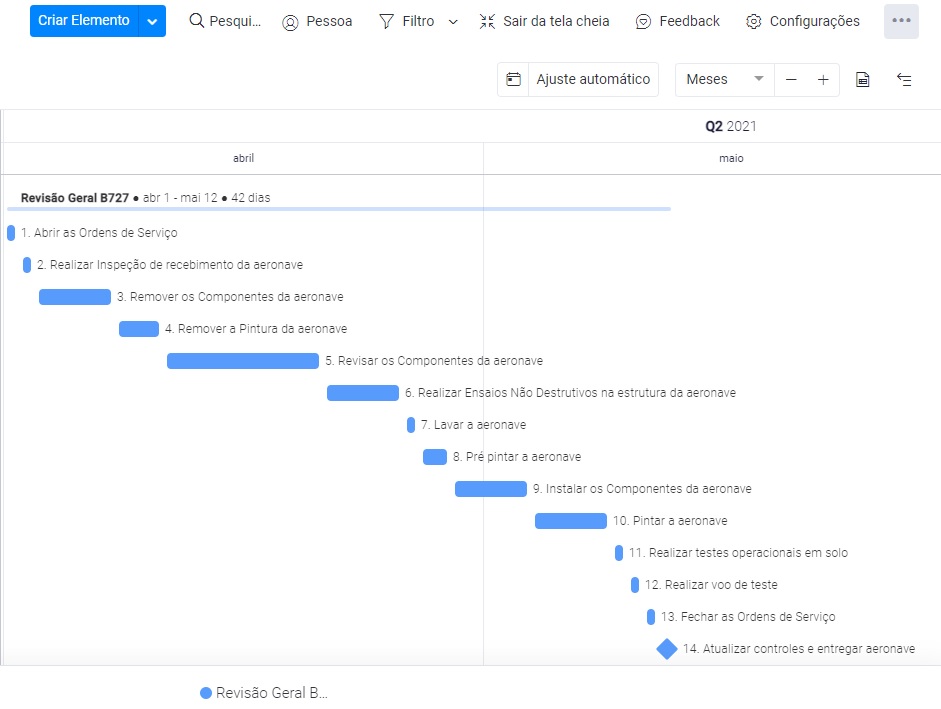 Criar Elemento
Pesqui...
Pessoa
Filtro
Sair da tela cheia
Feedback
Configurações
Ajuste automático
Meses
Q2 2021
abril
maio
Revisão Geral B727 ● abr 1 - mai 12 ● 42 dias
1. Abrir as Ordens de Serviço
2. Realizar Inspeção de recebimento da aeronave
3. Remover os Componentes da aeronave
4. Remover a Pintura da aeronave
5. Revisar os Componentes da aeronave
6. Realizar Ensaios Não Destrutivos na estrutura da aeronave
7. Lavar a aeronave
8. Pré pintar a aeronave
9. Instalar os Componentes da aeronave
10. Pintar a aeronave
11. Realizar testes operacionais em solo
12. Realizar voo de teste
13. Fechar as Ordens de Serviço
14. Atualizar controles e entregar aeronave
Revisão Geral B...